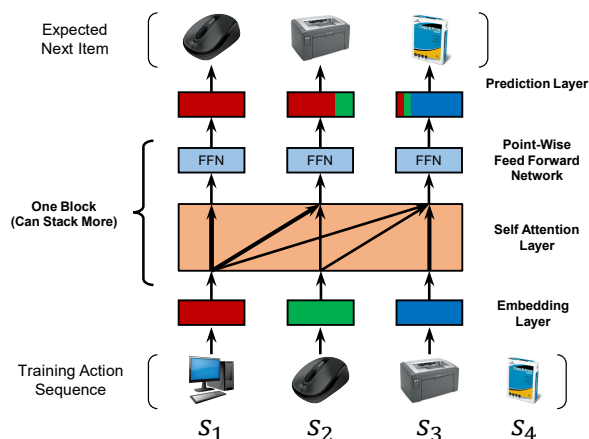 Expected
Next Item
Prediction Layer
FFN
FFN
FFN
Point-Wise
Feed Forward
Network
One Block
(Can Stack More)
Self Attention
Layer
Embedding
Layer
Training Action
Sequence
S1
S2
S3
S4